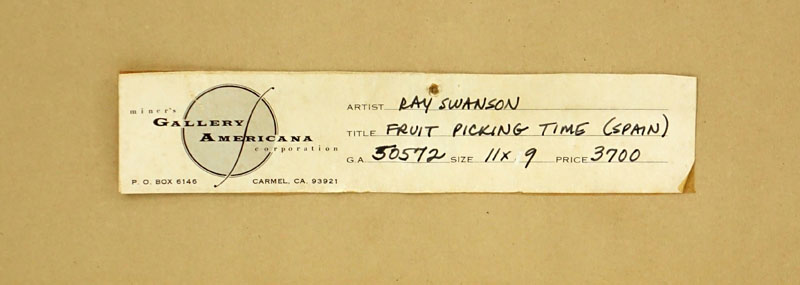 miner's
GALLERY
AMERICANA
corporation
P. O. BOX 6146 CARMEL, CA. 93921
ARTIST RAY SWANSON
TITLE FRUIT PICKING TIME (SPAIN)
G.A. 50572 SIZE 11 x 9 PRICE 3700